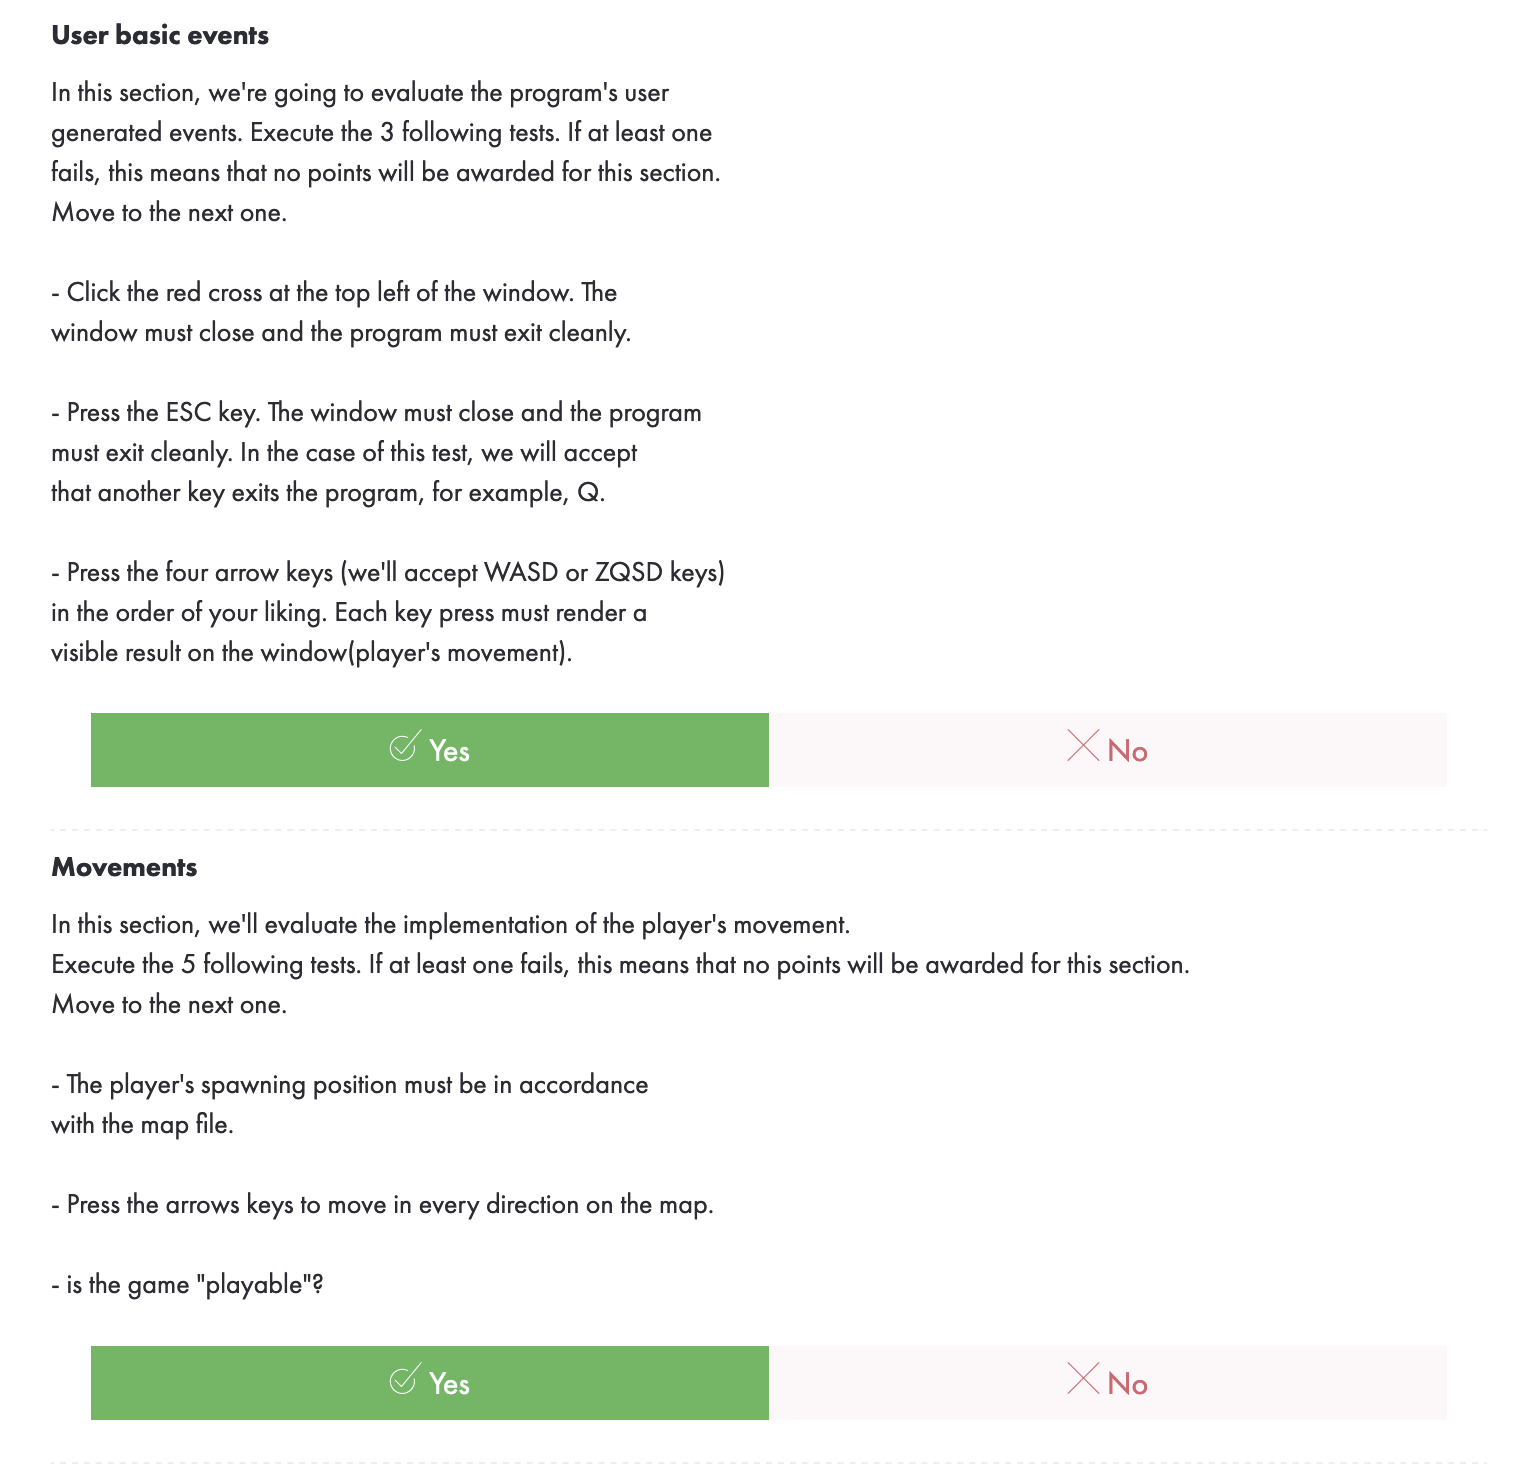 User basic events
In this section, we're going to evaluate the program's user
generated events. Execute the 3 following tests. If at least one
fails, this means that no points will be awarded for this section.
Move to the next one.
- Click the red cross at the top left of the window. The
window must close and the program must exit cleanly.
- Press the ESC key. The window must close and the program
must exit cleanly. In the case of this test, we will accept
that another key exits the program, for example, Q.
- Press the four arrow keys (we'll accept WASD or ZQSD keys)
in the order of your liking. Each key press must render a
visible result on the window(player's movement).
Yes
No
Movements
In this section, we'll evaluate the implementation of the player's movement.
Execute the 5 following tests. If at least one fails, this means that no points will be awarded for this section.
Move to the next one.
- The player's spawning position must be in accordance
with the map file.
- Press the arrows keys to move in every direction on the map.
- is the game "playable"?
Yes
No